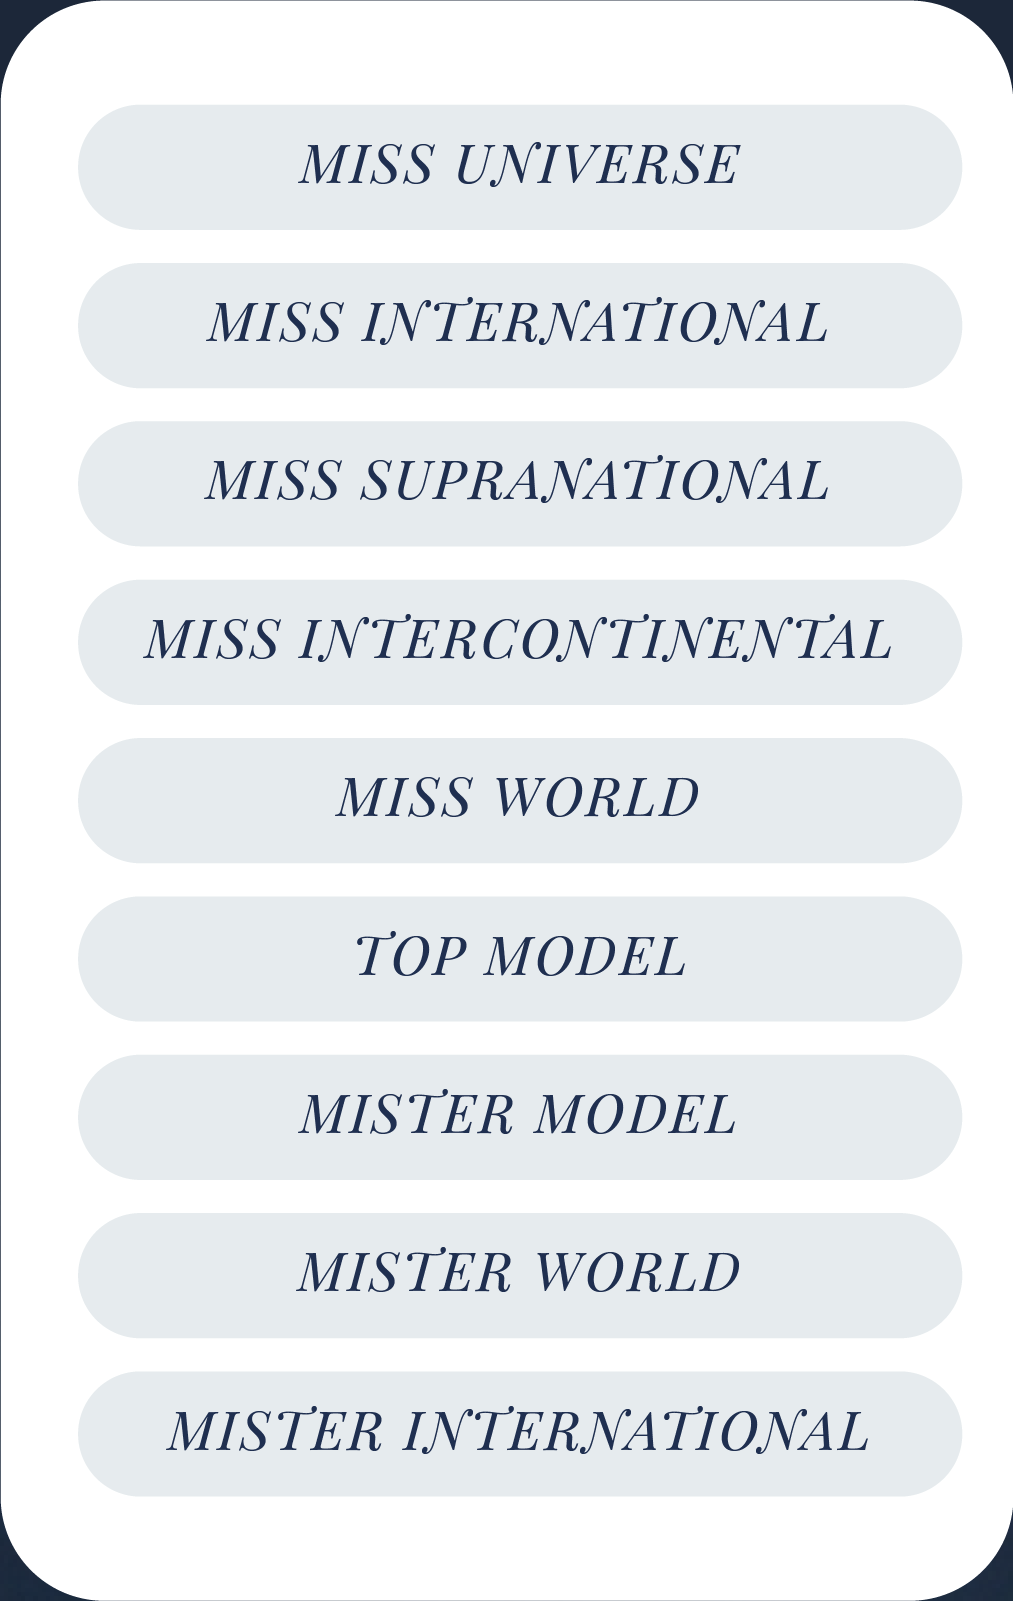 MISS UNIVERSE
MISS INTERNATIONAL
MISS SUPRANATIONAL
MISS INTERCONTINENTAL
MISS WORLD
TOP MODEL
MISTER MODEL
MISTER WORLD
MISTER INTERNATIONAL